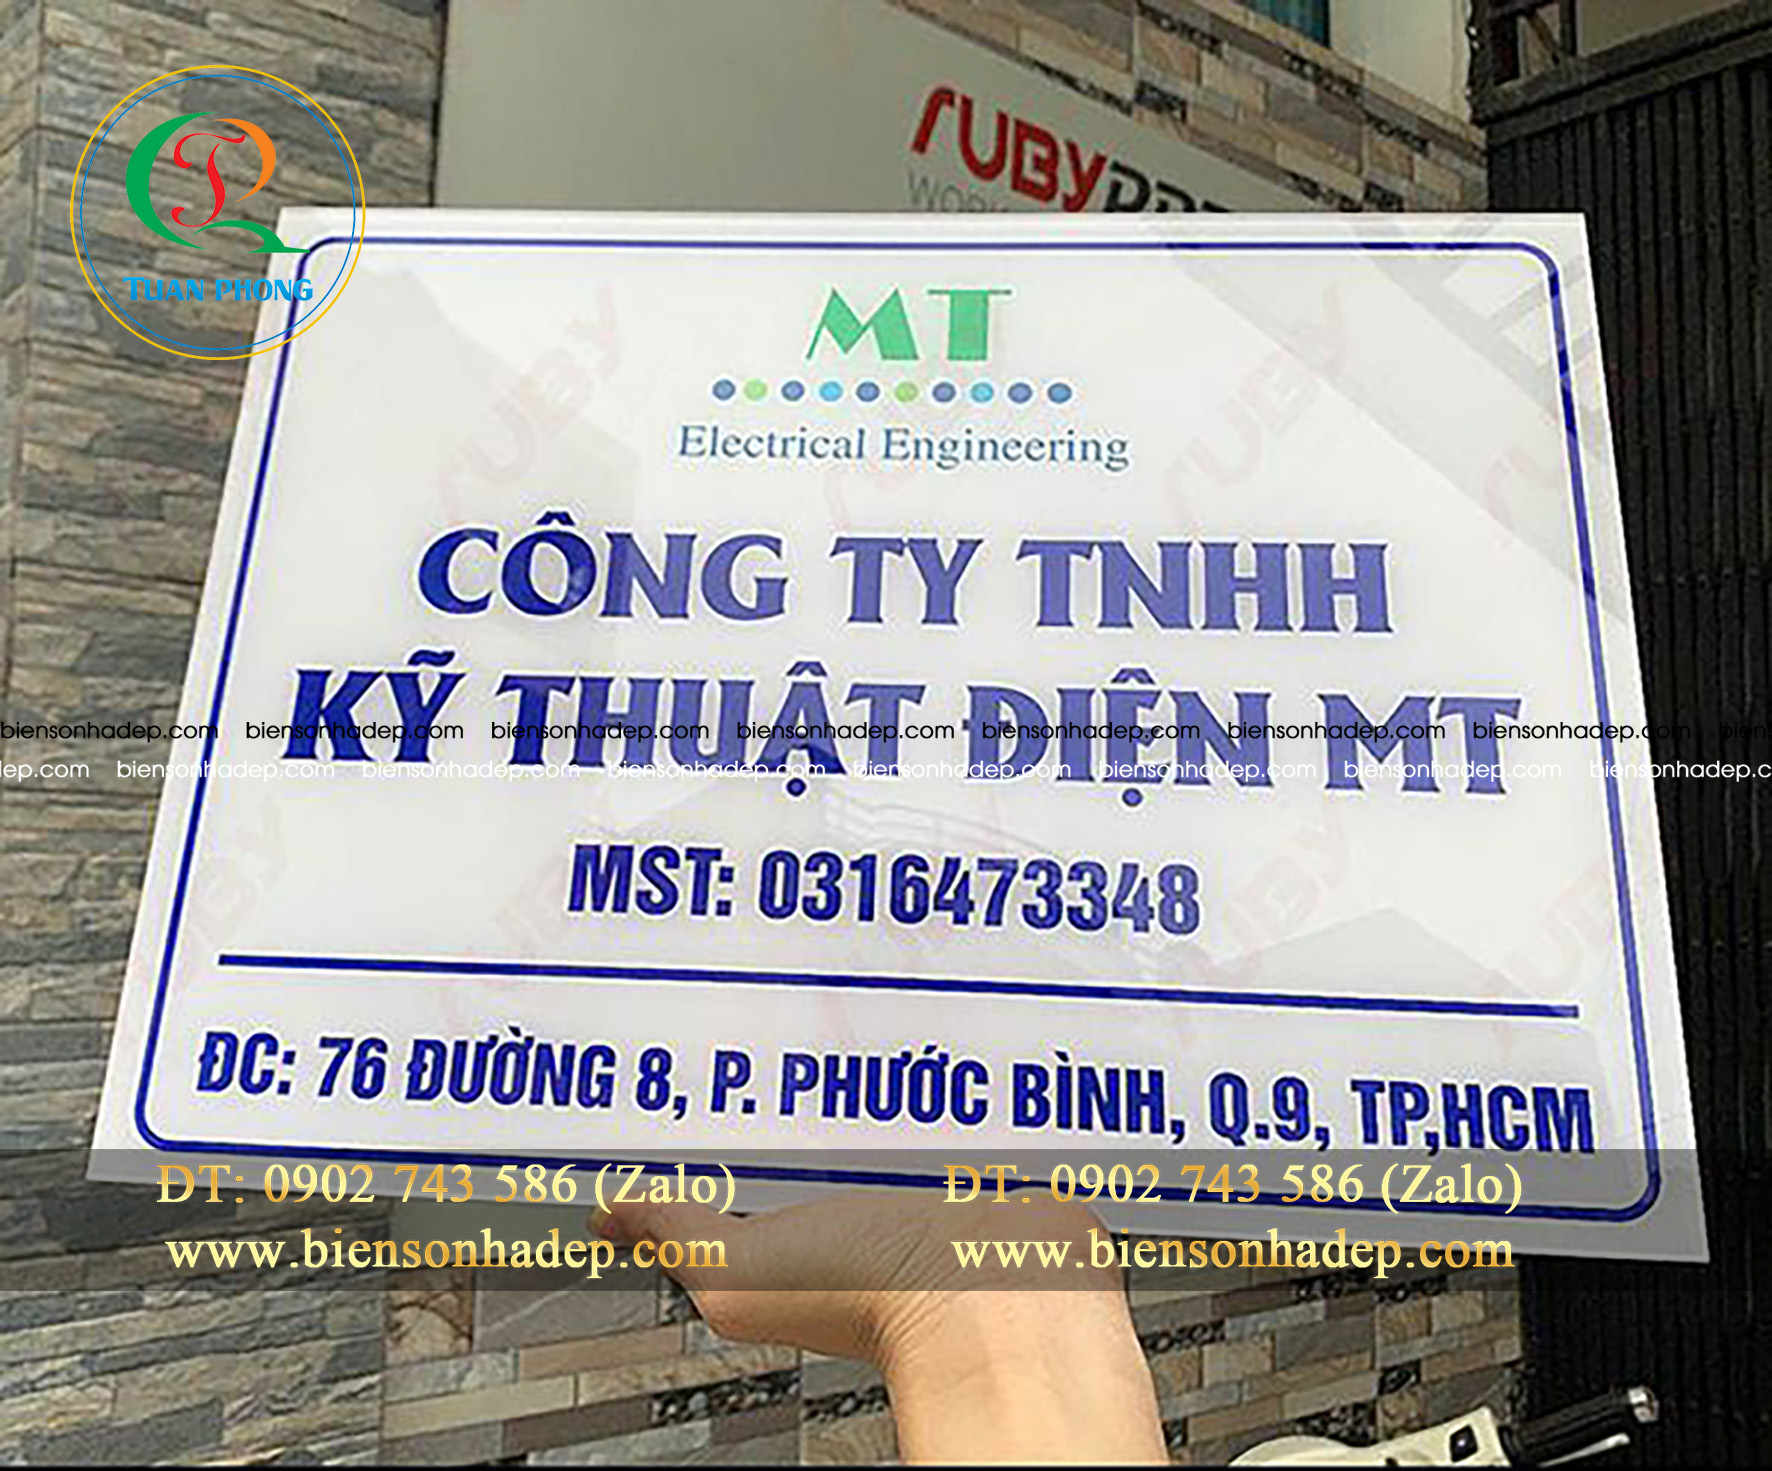 TUAN PHONG
RUBY
MT
Electrical Engineering
CÔNG TY TNHH
KỸ THUẬT ĐIỆN MT
biensonhadep.com biensonhadep.com biensonhadep.com biensonhadep.com biensonhadep.com biensonhadep.com biensonhadep.com
biensonhadep.com biensonhadep.com biensonhadep.com biensonhadep.com biensonhadep.com biensonhadep.com
MST: 0316473348
ĐC: 76 ĐƯỜNG 8, P. PHƯỚC BÌNH, Q.9, TP,HCM
ĐT: 0902 743 586 (Zalo) ĐT: 0902 743 586 (Zalo)
www.biensonhadep.com www.biensonhadep.com